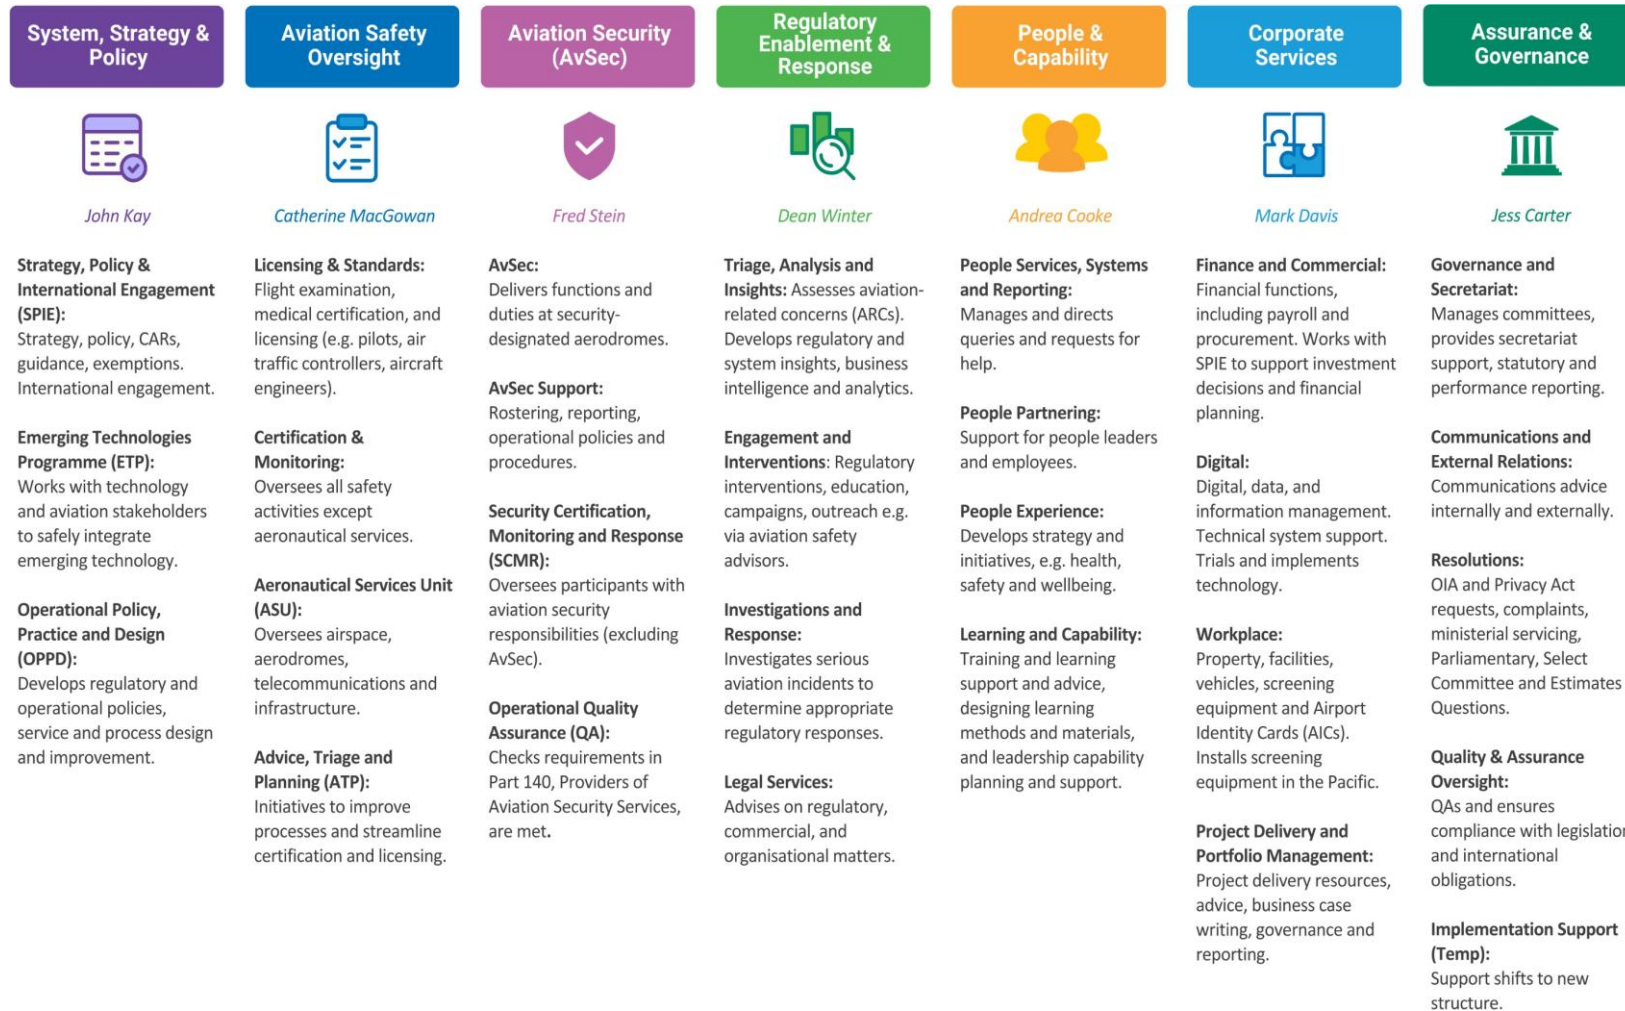 System, Strategy &
Policy
John Kay
Strategy, Policy &
International Engagement
(SPIE):
Strategy, policy, CARs,
guidance, exemptions.
International engagement.
Emerging Technologies
Programme (ETP):
Works with technology
and aviation stakeholders
to safely integrate
emerging technology.
Operational Policy,
Practice and Design
(OPPD):
Develops regulatory and
operational policies,
service and process design
and improvement.
Aviation Safety
Oversight
Catherine MacGowan
Licensing & Standards:
Flight examination,
medical certification, and
licensing (e.g. pilots, air
traffic controllers, aircraft
engineers).
Certification &
Monitoring:
Oversees all safety
activities except
aeronautical services.
Aeronautical Services Unit
(ASU):
Oversees airspace,
aerodromes,
telecommunications and
infrastructure.
Advice, Triage and
Planning (ATP):
Initiatives to improve
processes and streamline
certification and licensing.
Aviation Security
(AvSec)
Fred Stein
AvSec:
Delivers functions and
duties at security-
designated aerodromes.
AvSec Support:
Rostering, reporting,
operational policies and
procedures.
Security Certification,
Monitoring and Response
(SCMR):
Oversees participants with
aviation security
responsibilities (excluding
AvSec).
Operational Quality
Assurance (QA):
Checks requirements in
Part 140, Providers of
Aviation Security Services,
are met.
Regulatory
Enablement &
Response
Dean Winter
Triage, Analysis and
Insights: Assesses aviation-
related concerns (ARCs).
Develops regulatory and
system insights, business
intelligence and analytics.
Engagement and
Interventions: Regulatory
interventions, education,
campaigns, outreach e.g.
via aviation safety
advisors.
Investigations and
Response:
Investigates serious
aviation incidents to
determine appropriate
regulatory responses.
Legal Services:
Advises on regulatory,
commercial, and
organisational matters.
People &
Capability
Andrea Cooke
People Services, Systems
and Reporting:
Manages and directs
queries and requests for
help.
People Partnering:
Support for people leaders
and employees.
People Experience:
Develops strategy and
initiatives, e.g. health,
safety and wellbeing.
Learning and Capability:
Training and learning
support and advice,
designing learning
methods and materials,
and leadership capability
planning and support.
Corporate
Services
Mark Davis
Finance and Commercial:
Financial functions,
including payroll and
procurement. Works with
SPIE to support investment
decisions and financial
planning.
Digital:
Digital, data, and
information management.
Technical system support.
Trials and implements
technology.
Workplace:
Property, facilities,
vehicles, screening
equipment and Airport
Identity Cards (AICs).
Installs screening
equipment in the Pacific.
Project Delivery and
Portfolio Management:
Project delivery resources,
advice, business case
writing, governance and
reporting.
Assurance &
Governance
Jess Carter
Governance and
Secretariat:
Manages committees,
provides secretariat
support, statutory and
performance reporting.
Communications and
External Relations:
Communications advice
internally and externally.
Resolutions:
OIA and Privacy Act
requests, complaints,
ministerial servicing,
Parliamentary, Select
Committee and Estimates
Questions.
Quality & Assurance
Oversight:
QAs and ensures
compliance with legislation
and international
obligations.
Implementation Support
(Temp):
Support shifts to new
structure.